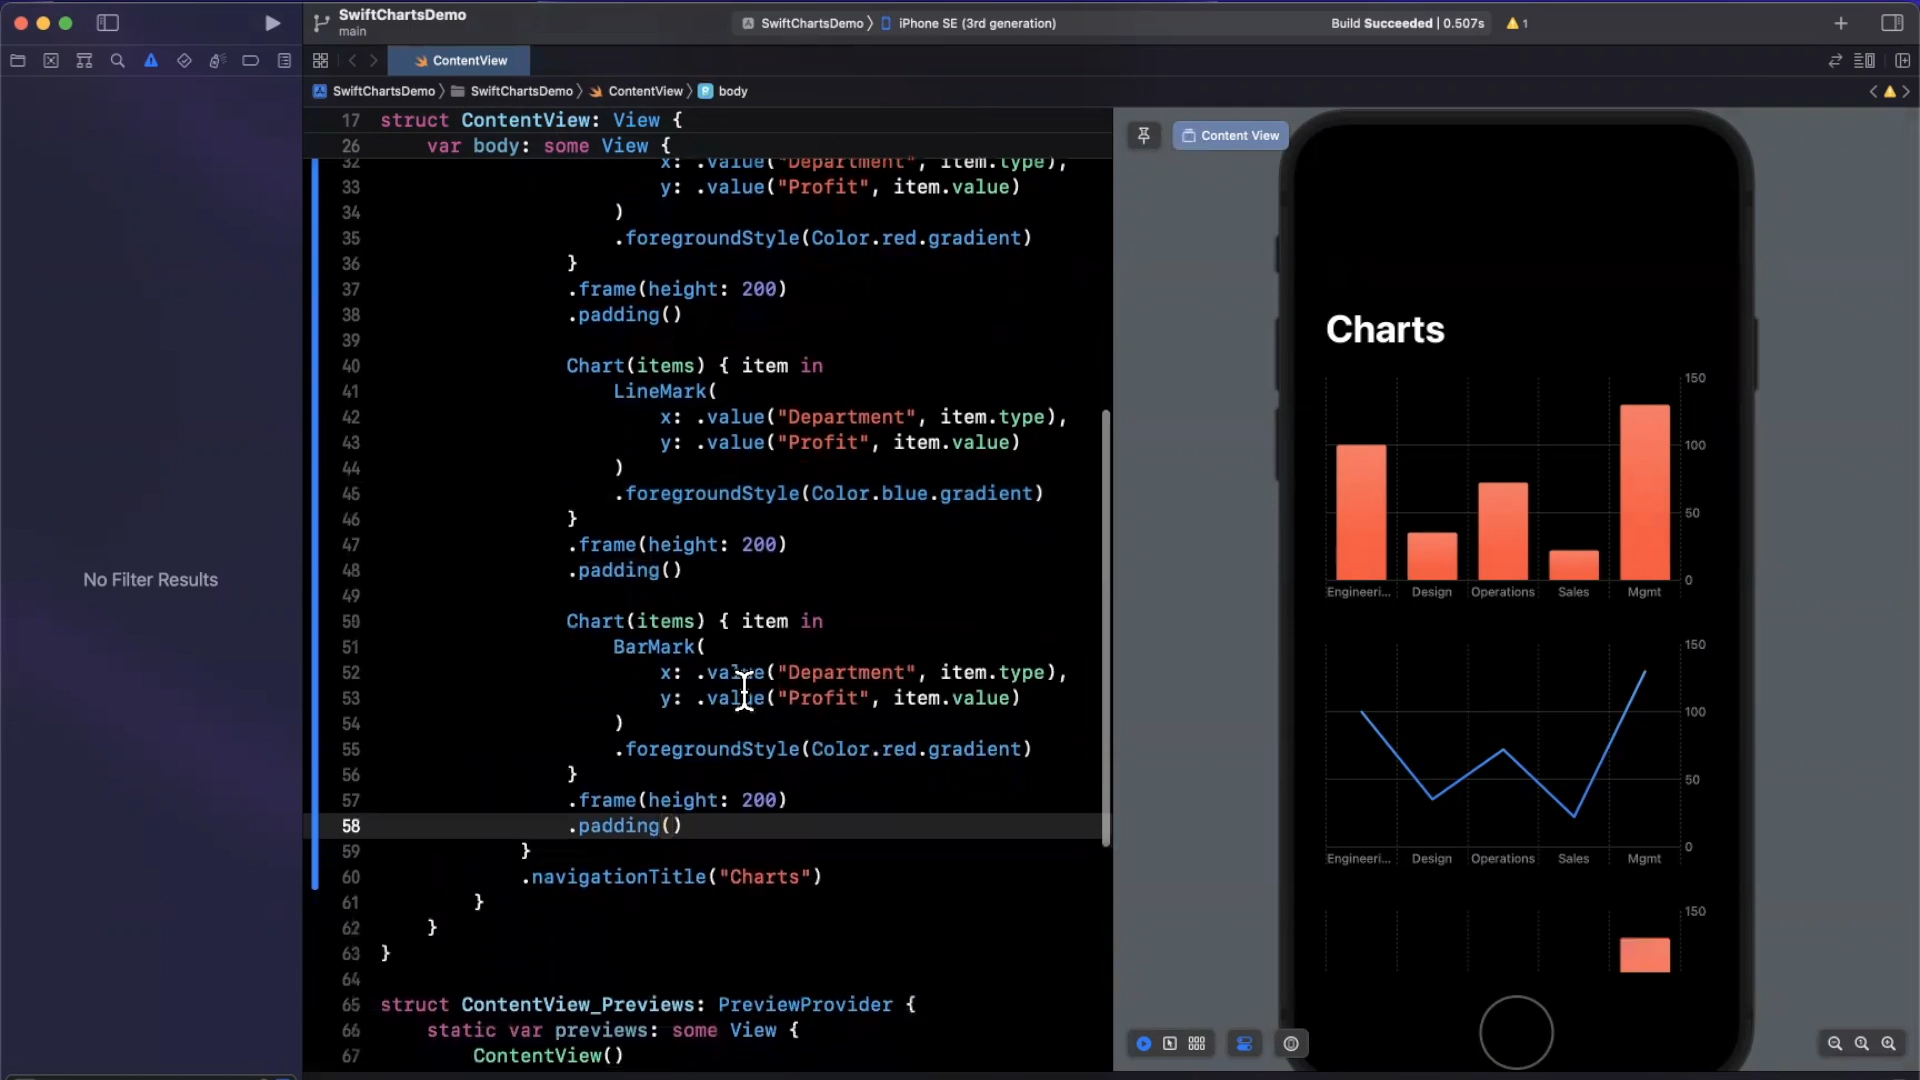 SwiftChartsDemo
main
SwiftChartsDemo
iPhone SE (3rd generation)
Build Succeeded | 0.507s
1
ContentView
SwiftChartsDemo
SwiftChartsDemo
ContentView
body
17 struct ContentView: View {
26 var body: some View {
32 x: .value("Department", item.type),
33 y: .value("Profit", item.value)
34 )
35 .foregroundStyle(Color.red.gradient)
36 }
37 .frame(height: 200)
38 .padding()
39
40 Chart(items) { item in
41 LineMark(
42 x: .value("Department", item.type),
43 y: .value("Profit", item.value)
44 )
45 .foregroundStyle(Color.blue.gradient)
46 }
47 .frame(height: 200)
48 .padding()
49
50 Chart(items) { item in
51 BarMark(
52 x: .value("Department", item.type),
53 y: .value("Profit", item.value)
54 )
55 .foregroundStyle(Color.red.gradient)
56 }
57 .frame(height: 200)
58 .padding()
59 }
60 .navigationTitle("Charts")
61 }
62 }
63 }
64
65 struct ContentView_Previews: PreviewProvider {
66 static var previews: some View {
67 ContentView()
No Filter Results
Content View
Charts
150
100
50
0
Engineeri... Design Operations Sales Mgmt
150
100
50
0
Engineeri... Design Operations Sales Mgmt
150